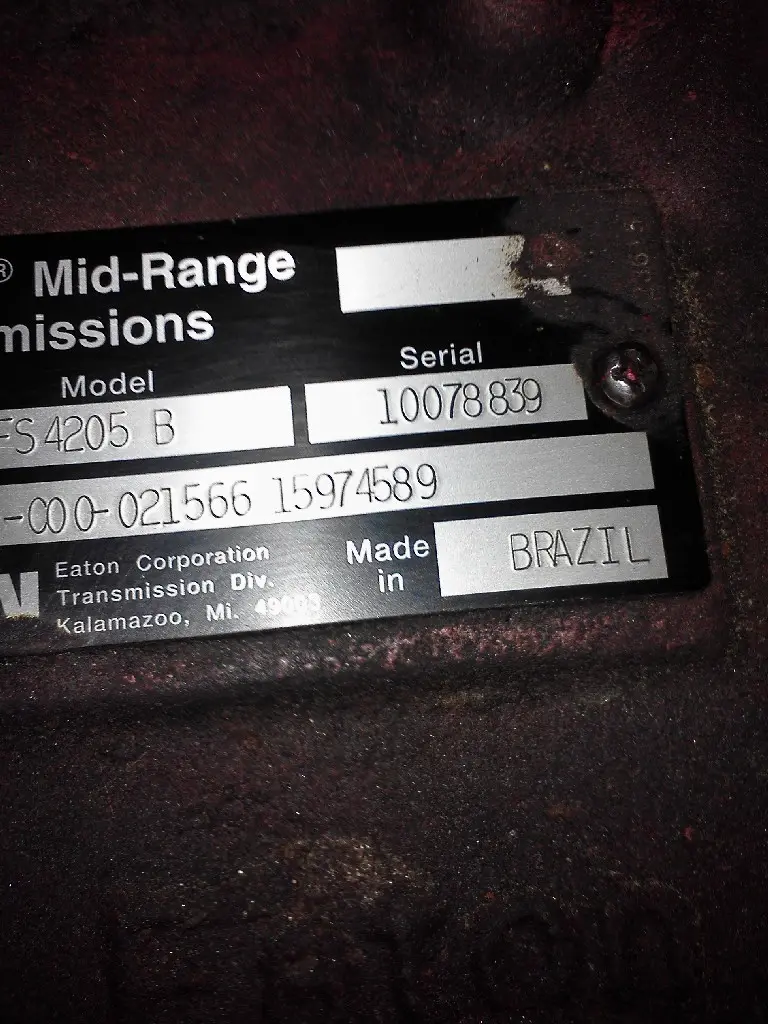 ® Mid-Range
missions
Model
Serial
FS 4205 B
10078839
-C00-021566 15974589
Eaton Corporation
Transmission Div.
Kalamazoo, Mi. 49003
Made
in
BRAZIL